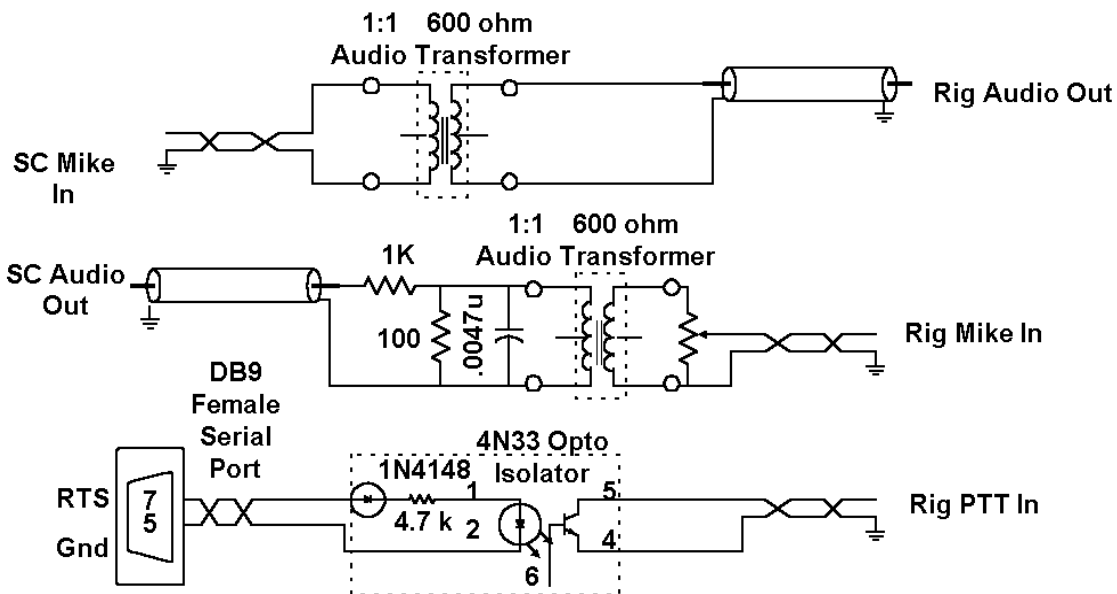 1:1 600 ohm
Audio Transformer
Rig Audio Out
SC Mike
In
1:1 600 ohm
Audio Transformer
SC Audio
Out
1K
100
.0047u
Rig Mike In
DB9
Female
Serial
Port
4N33 Opto
Isolator
1N4148
4.7 k
1
2
5
4
6
RTS
7
5
Gnd
Rig PTT In